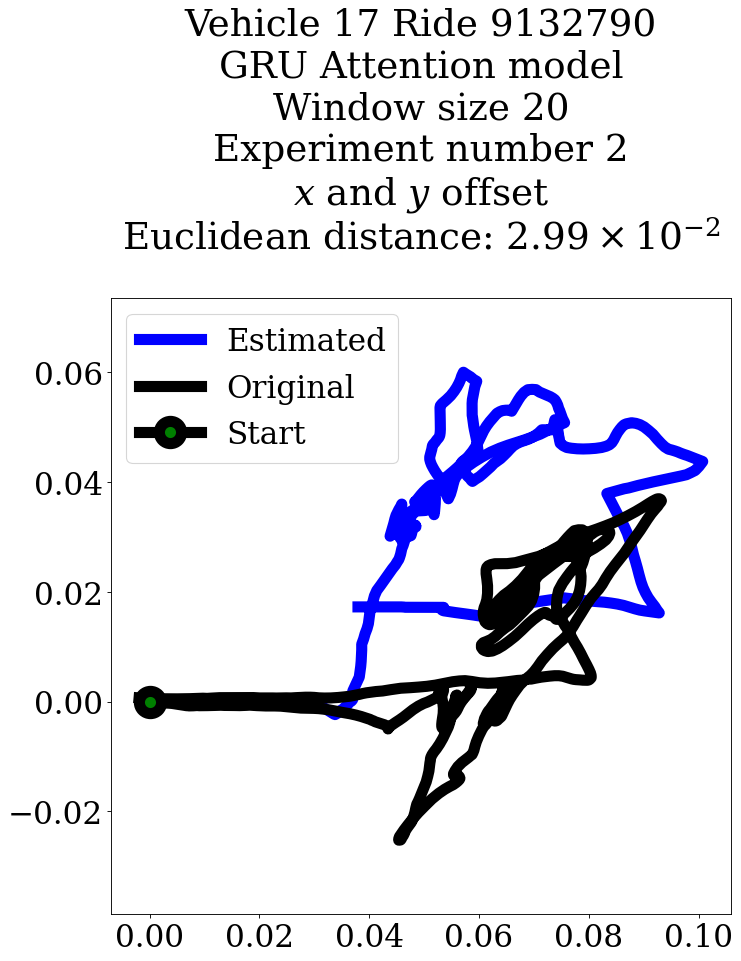 Vehicle 17 Ride 9132790
GRU Attention model
Window size 20
Experiment number 2
x and y offset
Euclidean distance: 2.99 × 10⁻²
Estimated
Original
Start
0.06
0.04
0.02
0.00
−0.02
0.00 0.02 0.04 0.06 0.08 0.10